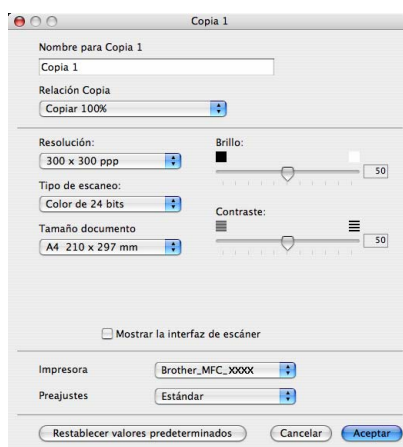 Copia 1
Nombre para Copia 1
Copia 1
Relación Copia
Copiar 100%
Resolución:
300 x 300 ppp
Tipo de escaneo:
Color de 24 bits
Tamaño documento
A4 210 x 297 mm
Brillo:
50
Contraste:
50
Mostrar la interfaz de escáner
Impresora
Brother_MFC_XXXX
Preajustes
Estándar
Restablecer valores predeterminados
Cancelar
Aceptar